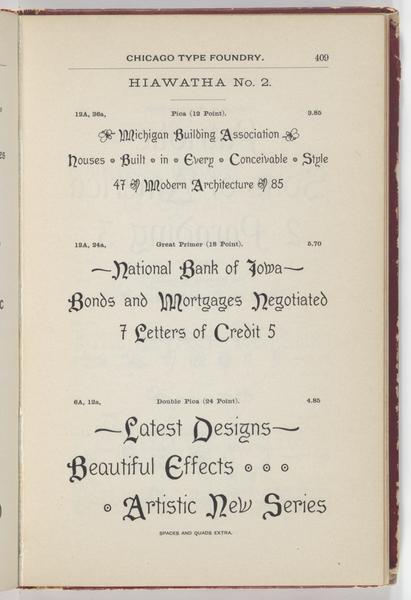 CHICAGO TYPE FOUNDRY. 409
HIAWATHA No. 2.
12A, 36a, Pica (12 Point). 3.85
Michigan Building Association
Houses Built in Every Conceivable Style
47 Modern Architecture 85
12A, 24a, Great Primer (18 Point). 5.70
National Bank of Iowa
Bonds and Mortgages Negotiated
7 Letters of Credit 5
6A, 12a, Double Pica (24 Point). 4.85
Latest Designs
Beautiful Effects
Artistic New Series
SPACES AND QUADS EXTRA.